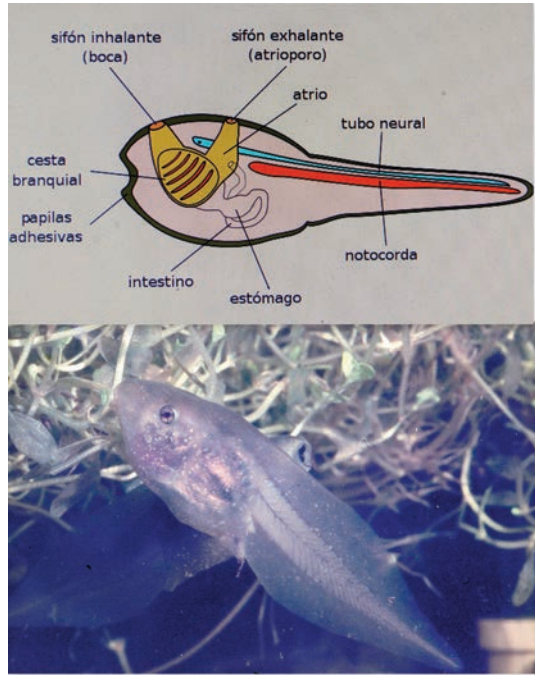 sifón inhalante
(boca)
sifón exhalante
(atrioporo)
atrio
tubo neural
cesta
branquial
papilas
adhesivas
notocorda
intestino
estómago